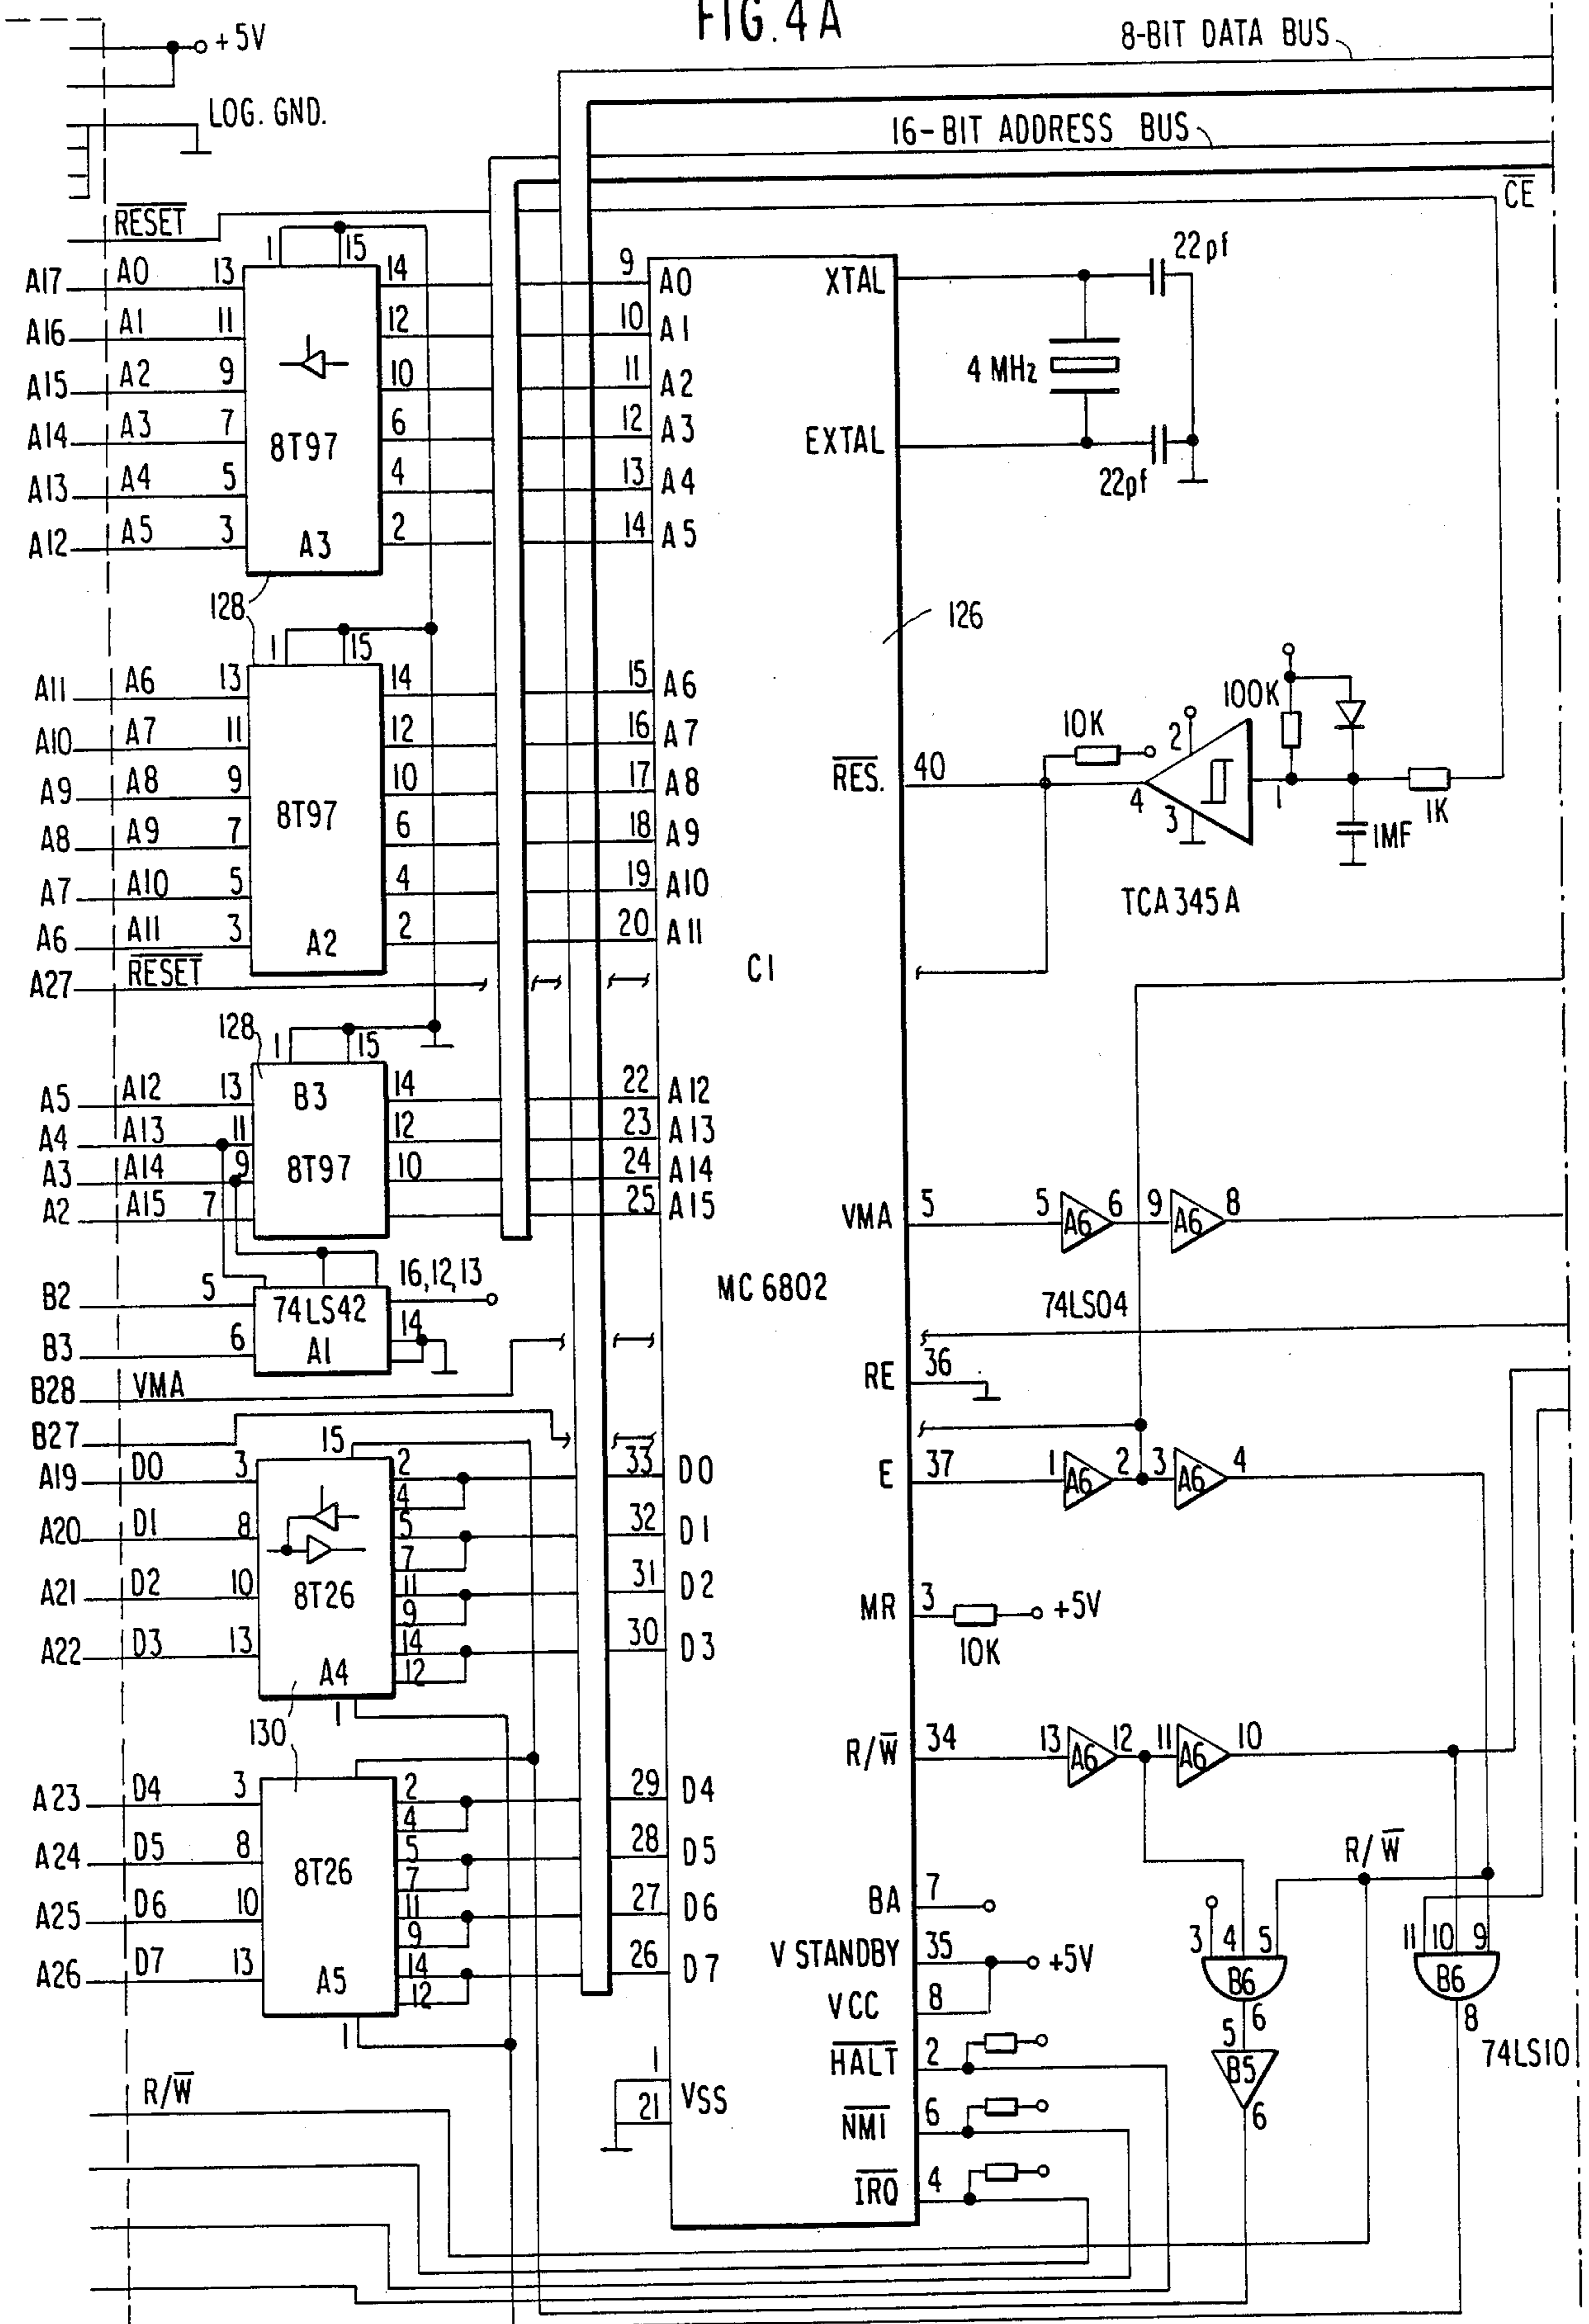 FIG. 4A
+5V
8-BIT DATA BUS
LOG. GND.
16-BIT ADDRESS BUS
CE
RESET
1 15
A17 A0 13 14 9 A0
A16 A1 11 12 10 A1
A15 A2 9 10 11 A2
A14 A3 7 6 12 A3
A13 A4 5 4 13 A4
A12 A5 3 2 14 A5
8T97
A3
XTAL
22pf
4 MHz
EXTAL
22pf
128
126
1 15
A11 A6 13 14 15 A6
A10 A7 11 12 16 A7
A9 A8 9 10 17 A8
A8 A9 7 6 18 A9
A7 A10 5 4 19 A10
A6 A11 3 2 20 A11
8T97
A2
A27 RESET
C1
100K
10K
2
RES. 40
4
3
1
1K
1MF
TCA345A
128
1 15
A5 A12 13 14 22 A12
A4 A13 11 12 23 A13
A3 A14 9 10 24 A14
A2 A15 7 25 A15
B3
8T97
VMA 5 5 A6 6 9 A6 8
B2 5 16,12,13
74LS42
B3 6 A1 14
MC6802
74LS04
B28 VMA
RE 36
B27
15
A19 D0 3 2 4 33 D0
A20 D1 8 5 7 32 D1
A21 D2 10 11 9 31 D2
A22 D3 13 14 12 30 D3
8T26
A4
1
E 37 1 A6 2 3 A6 4
MR 3 +5V
10K
130
R/W 34 13 A6 12 11 A6 10
A23 D4 3 2 4 29 D4
A24 D5 8 5 7 28 D5
A25 D6 10 11 9 27 D6
A26 D7 13 14 12 26 D7
8T26
A5
1
R/W
BA 7
V STANDBY 35 +5V
VCC 8
3 4 5 B6 6
11 10 9 B6 8
74LS10
5 B5 6
HALT 2
1
21 VSS
NMI 6
IRQ 4
R/W